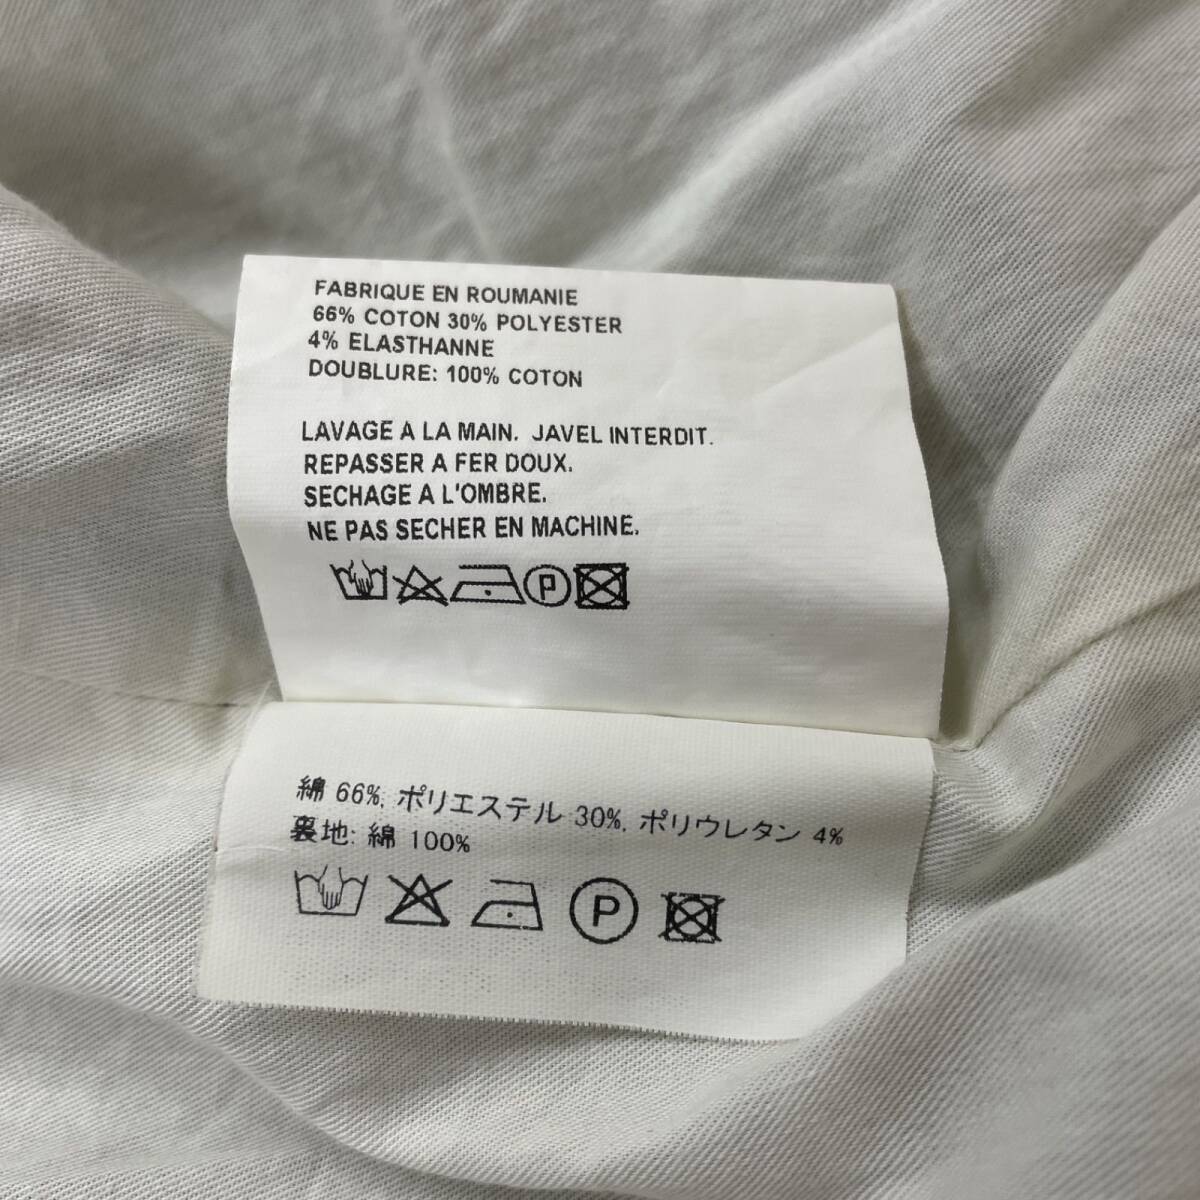 FABRIQUE EN ROUMANIE
66% COTON 30% POLYESTER
4% ELASTHANNE
DOUBLURE: 100% COTON
LAVAGE A LA MAIN. JAVEL INTERDIT.
REPASSER A FER DOUX.
SECHAGE A L'OMBRE.
NE PAS SECHER EN MACHINE.
P
綿 66%, ポリエステル 30%, ポリウレタン 4%
裏地: 綿 100%
P